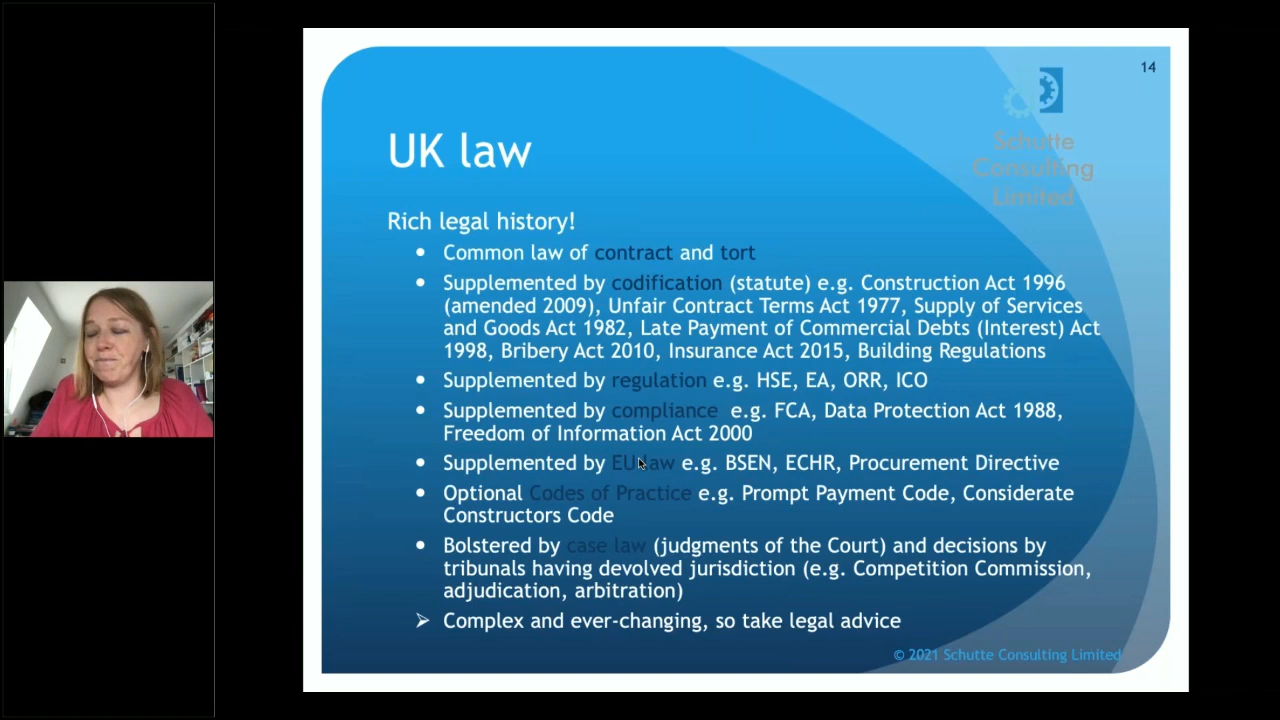 14
Schutte
Consulting
Limited
UK law
Rich legal history!
• Common law of contract and tort
• Supplemented by codification (statute) e.g. Construction Act 1996
(amended 2009), Unfair Contract Terms Act 1977, Supply of Services
and Goods Act 1982, Late Payment of Commercial Debts (Interest) Act
1998, Bribery Act 2010, Insurance Act 2015, Building Regulations
• Supplemented by regulation e.g. HSE, EA, ORR, ICO
• Supplemented by compliance e.g. FCA, Data Protection Act 1988,
Freedom of Information Act 2000
• Supplemented by EU law e.g. BSEN, ECHR, Procurement Directive
• Optional Codes of Practice e.g. Prompt Payment Code, Considerate
Constructors Code
• Bolstered by case law (judgments of the Court) and decisions by
tribunals having devolved jurisdiction (e.g. Competition Commission,
adjudication, arbitration)
➢ Complex and ever-changing, so take legal advice
© 2021 Schutte Consulting Limited